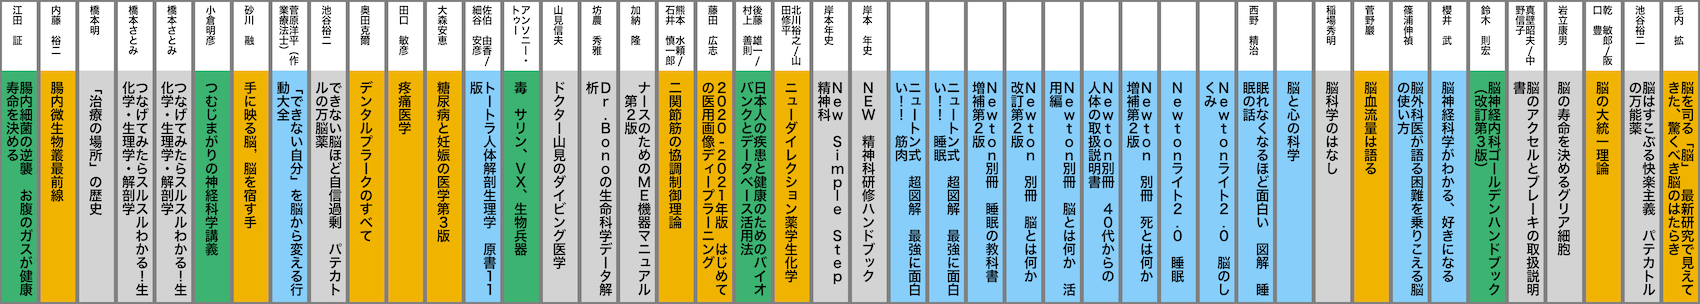 毛内　拡
脳を司る「脳」　最新研究で見えて
きた、驚くべき脳のはたらき
池谷裕二
脳はすこぶる快楽主義　パテカトル
の万能薬
乾　敏郎/阪
口　豊
脳の大統一理論
岩立康男
脳の寿命を決めるグリア細胞
真壁昭夫/中
野信子
脳のアクセルとブレーキの取扱説明
書
鈴木　則宏
脳神経内科ゴールデンハンドブック
（改訂第３版）
櫻井　武
脳神経科学がわかる、好きになる
篠浦伸禎
脳外科医が語る困難を乗りこえる脳
の使い方
菅野巖
脳血流量は語る
稲場秀明
脳科学のはなし
脳と心の科学
西野　精治
眠れなくなるほど面白い　図解　睡
眠の話
Ｎｅｗｔｏｎライト２．０　脳のし
くみ
Ｎｅｗｔｏｎライト２．０　睡眠
Ｎｅｗｔｏｎ別冊　死とは何か
増補第２版
Ｎｅｗｔｏｎ別冊　４０代からの
人体の取扱説明書
Ｎｅｗｔｏｎ別冊　脳とは何か　活
用編
Ｎｅｗｔｏｎ　別冊　脳とは何か
改訂第２版
Ｎｅｗｔｏｎ別冊　睡眠の教科書
増補第２版
ニュートン式　超図解　最強に面白
い！！　睡眠
ニュートン式　超図解　最強に面白
い！！　筋肉
岸本　年史
ＮＥＷ　精神科研修ハンドブック
岸本年史
Ｎｅｗ　Ｓｉｍｐｌｅ　Ｓｔｅｐ
精神科
北川裕之/山
田修平
ニューダイレクション薬学生化学
後藤　雄一/
村上　善則
日本人の疾患と健康のためのバイオ
バンクとデータベース活用法
藤田　広志
２０２０-２０２１年版　はじめて
の医用画像ディープラーニング
熊本　水頼/
石井　慎一郎
二関節筋の協調制御理論
加納　隆
ナースのためのＭＥ機器マニュアル
　第２版
坊農　秀雅
Ｄｒ．Ｂｏｎｏの生命科学データ解
析
山見信夫
ドクター山見のダイビング医学
アンソニー・
トゥー
毒　サリン、ＶＸ、生物兵器
佐伯　由香/
細谷　安彦
トートラ人体解剖生理学　原書１１
版
大森安恵
糖尿病と妊娠の医学第３版
田口　敏彦
疼痛医学
奥田克爾
デンタルプラークのすべて
池谷裕二
できない脳ほど自信過剰　パテカト
ルの万脳薬
菅原洋平（作
業療法士）
「できない自分」を脳から変える行
動大全
砂川　融
手に映る脳、脳を宿す手
小倉明彦
つむじまがりの神経科学講義
橋本さとみ
つなげてみたらスルスルわかる！生
化学・生理学・解剖学
橋本さとみ
つなげてみたらスルスルわかる！生
化学・生理学・解剖学
橋本明
「治療の場所」の歴史
内藤　裕二
腸内微生物叢最前線
江田　証
腸内細菌の逆襲　お腹のガスが健康
寿命を決める